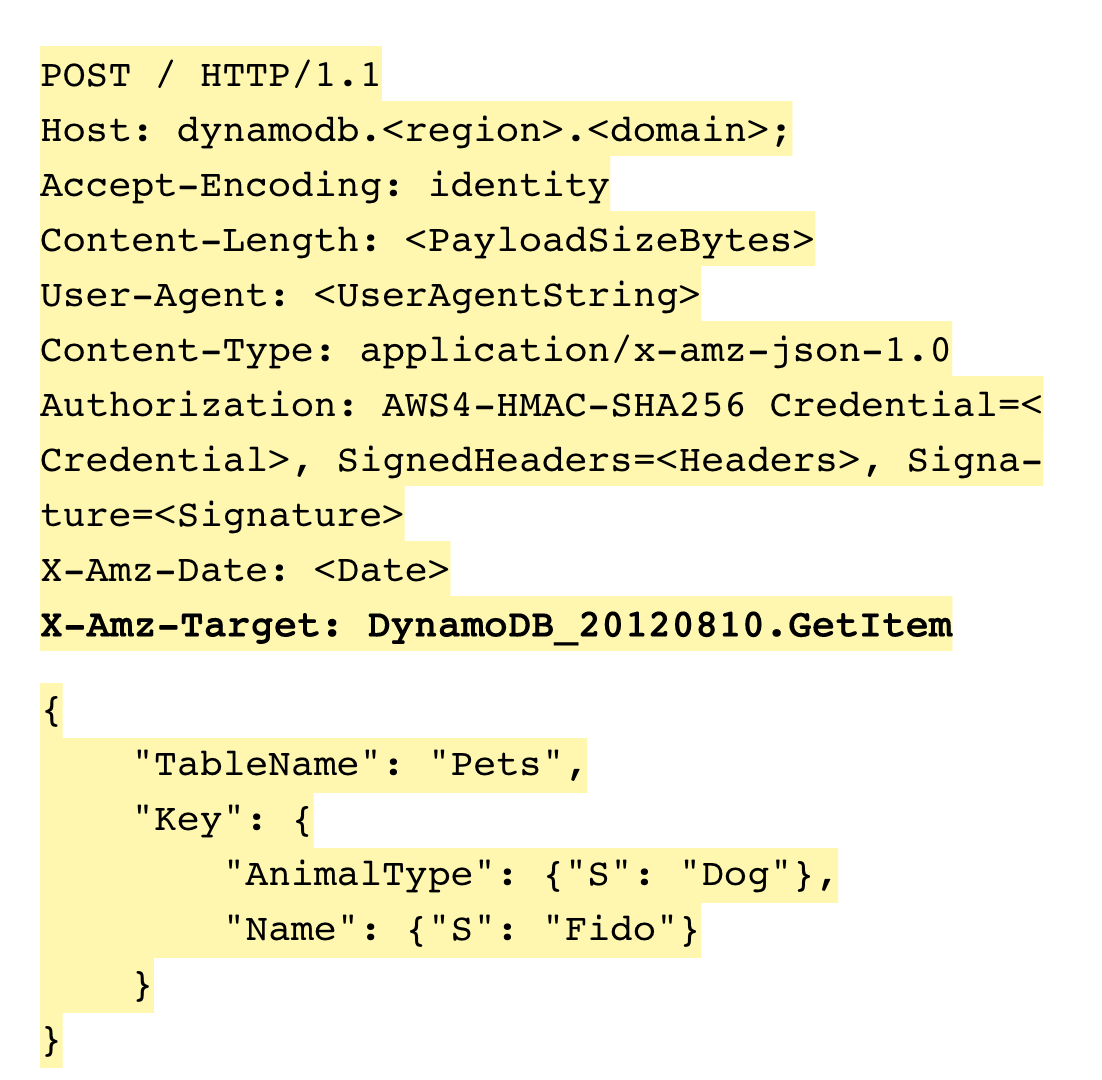 POST / HTTP/1.1
Host: dynamodb.<region>.<domain>;
Accept-Encoding: identity
Content-Length: <PayloadSizeBytes>
User-Agent: <UserAgentString>
Content-Type: application/x-amz-json-1.0
Authorization: AWS4-HMAC-SHA256 Credential=<
Credential>, SignedHeaders=<Headers>, Signa-
ture=<Signature>
X-Amz-Date: <Date>
X-Amz-Target: DynamoDB_20120810.GetItem
{
    "TableName": "Pets",
    "Key": {
        "AnimalType": {"S": "Dog"},
        "Name": {"S": "Fido"}
    }
}